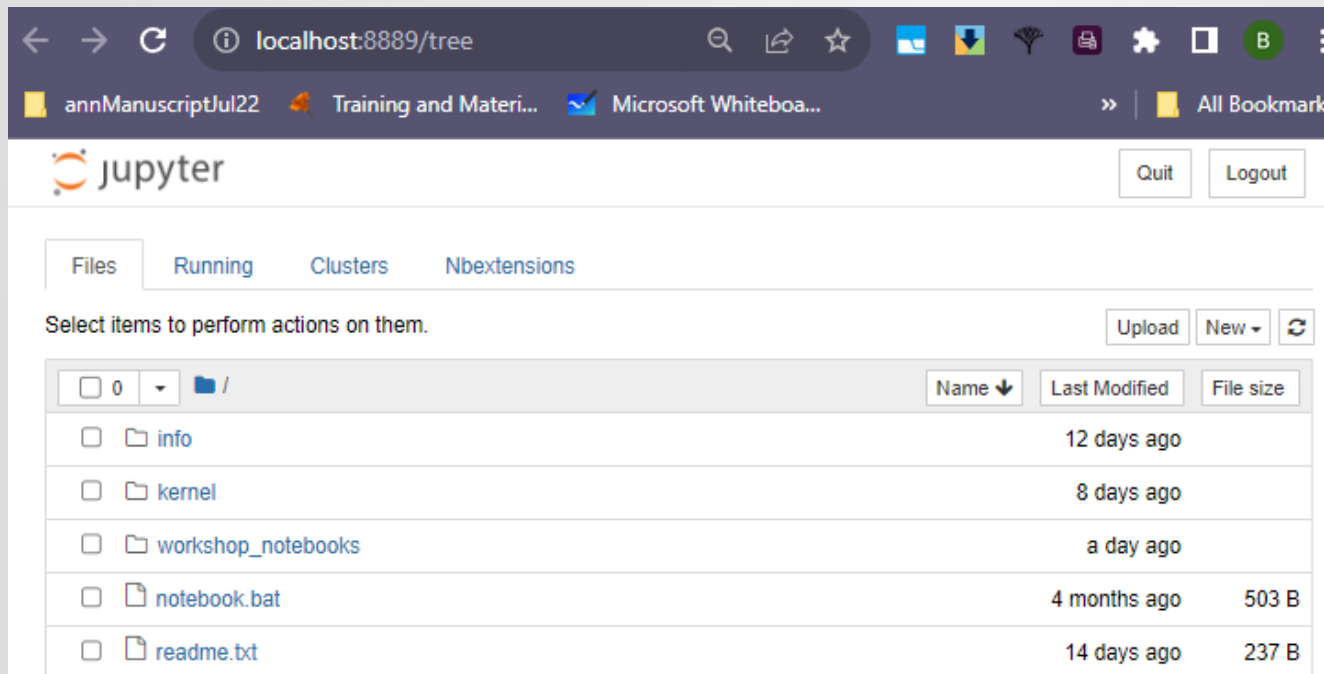 localhost:8889/tree B
annManuscriptJul22 Training and Materi... Microsoft Whiteboa... » All Bookmark
jupyter Quit Logout
Files Running Clusters Nbextensions
Select items to perform actions on them. Upload New
0 / Name Last Modified File size
info 12 days ago
kernel 8 days ago
workshop_notebooks a day ago
notebook.bat 4 months ago 503 B
readme.txt 14 days ago 237 B